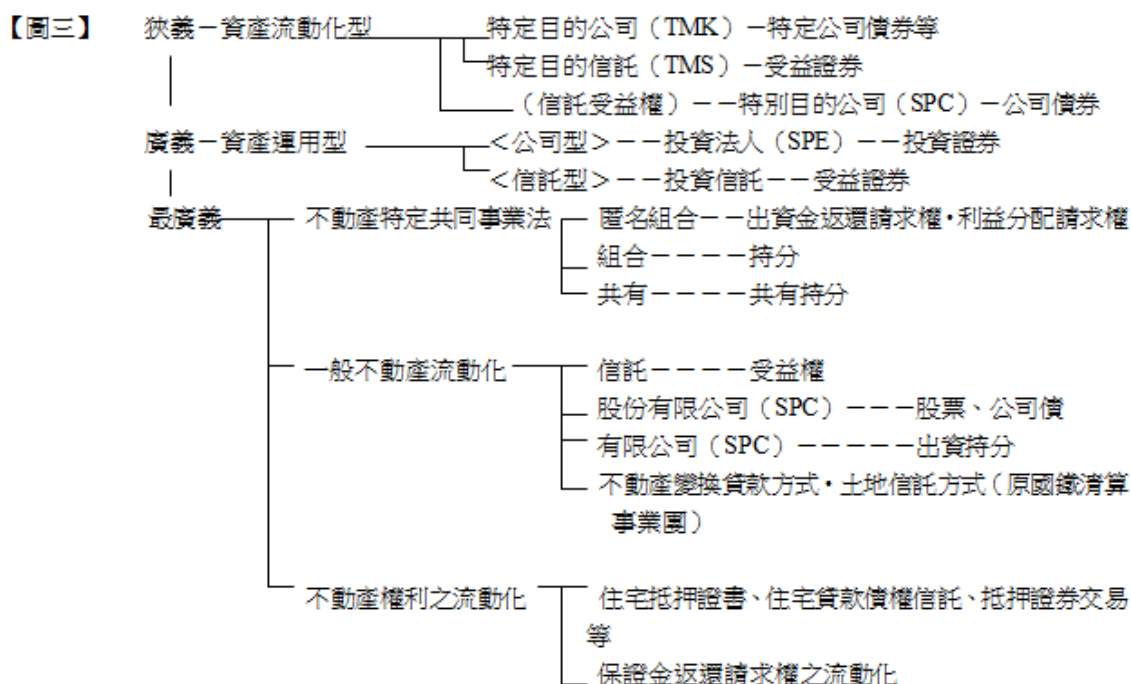 【圖三】 狹義－資產流動化型 特定目的公司（TMK）－特定公司債券等
特定目的信託（TMS）－受益證券
（信託受益權）－－特別目的公司（SPC）－公司債券
廣義－資產運用型 ＜公司型＞－－投資法人（SPE）－－投資證券
＜信託型＞－－投資信託－－受益證券
最廣義 不動產特定共同事業法 匿名組合－－出資金返還請求權‧利益分配請求權
組合－－－－持分
共有－－－－共有持分
一般不動產流動化 信託－－－－受益權
股份有限公司（SPC）－－－股票、公司債
有限公司（SPC）－－－－－出資持分
不動產變換貸款方式‧土地信託方式（原國鐵清算
事業團）
不動產權利之流動化 住宅抵押證書、住宅貸款債權信託、抵押證券交易
等
保證金返還請求權之流動化